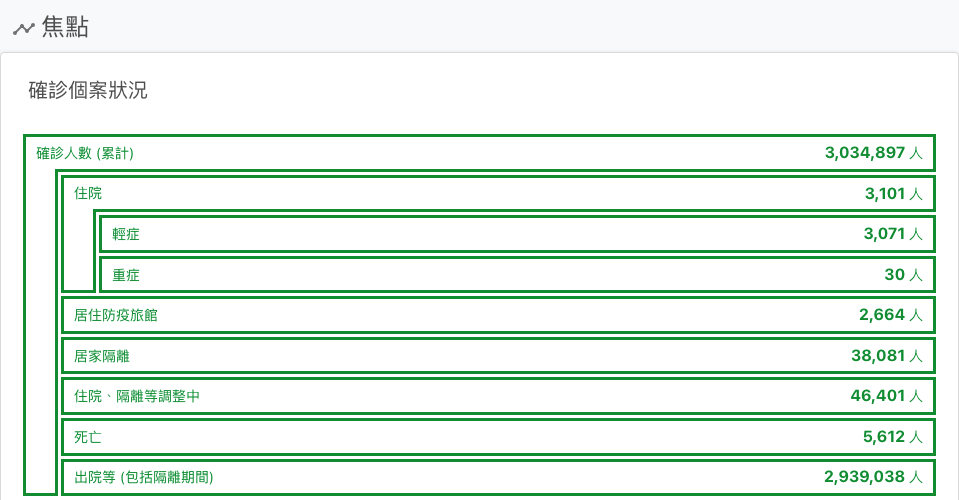 焦點
確診個案狀況
確診人數 (累計) 3,034,897 人
住院 3,101 人
輕症 3,071 人
重症 30 人
居住防疫旅館 2,664 人
居家隔離 38,081 人
住院、隔離等調整中 46,401 人
死亡 5,612 人
出院等 (包括隔離期間) 2,939,038 人